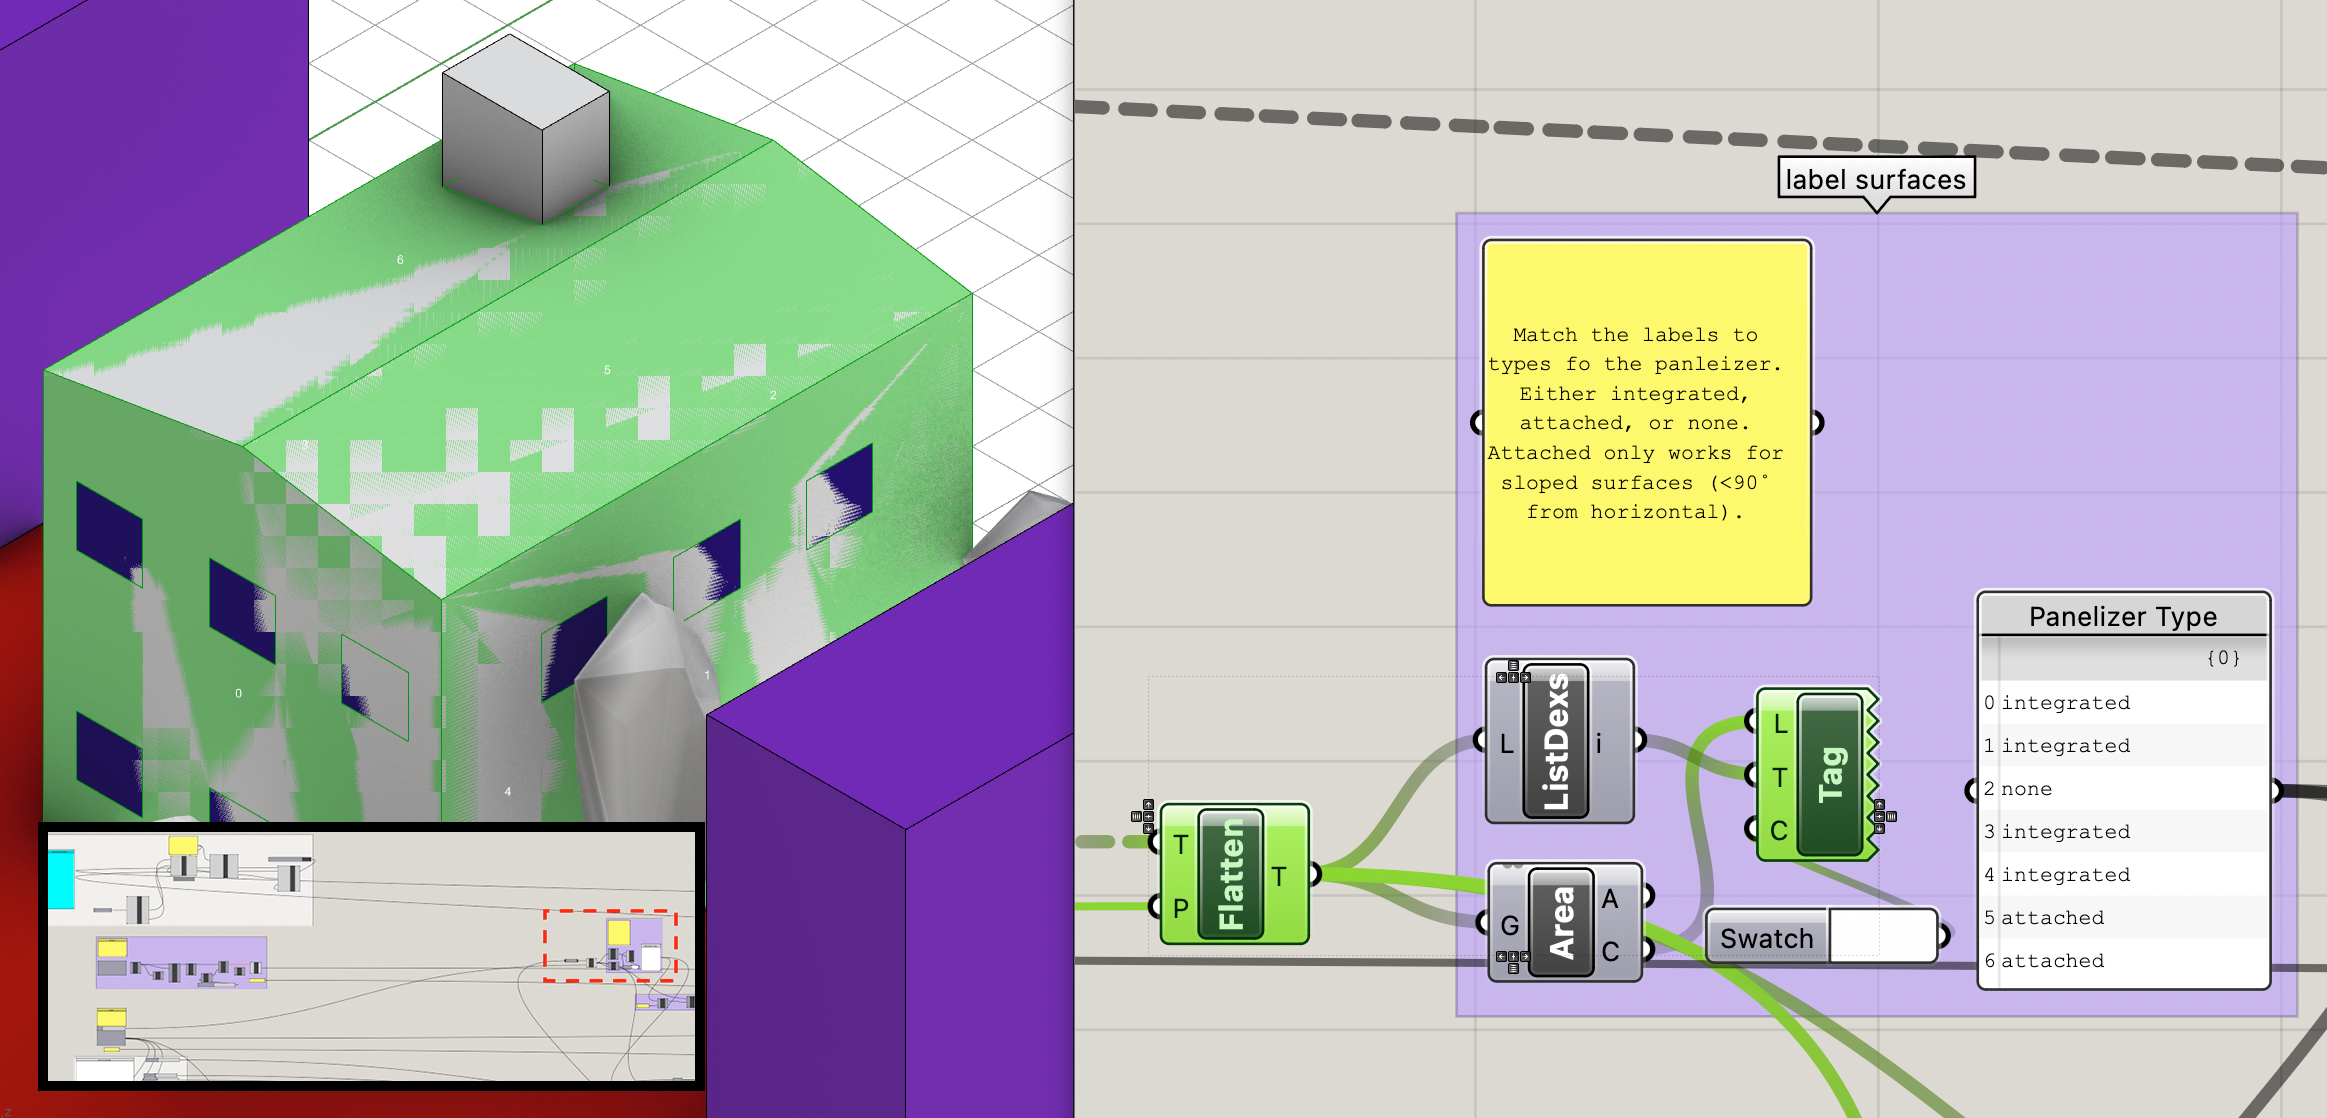 6
5
2
3
0
1
4
z
label surfaces
Match the labels to
types fo the panleizer.
Either integrated,
attached, or none.
Attached only works for
sloped surfaces (<90°
from horizontal).
L ListDexs i
L
T
C
Tag
T
P
Flatten
T
G
Area
A
C
Swatch
Panelizer Type
{0}
0 integrated
1 integrated
2 none
3 integrated
4 integrated
5 attached
6 attached